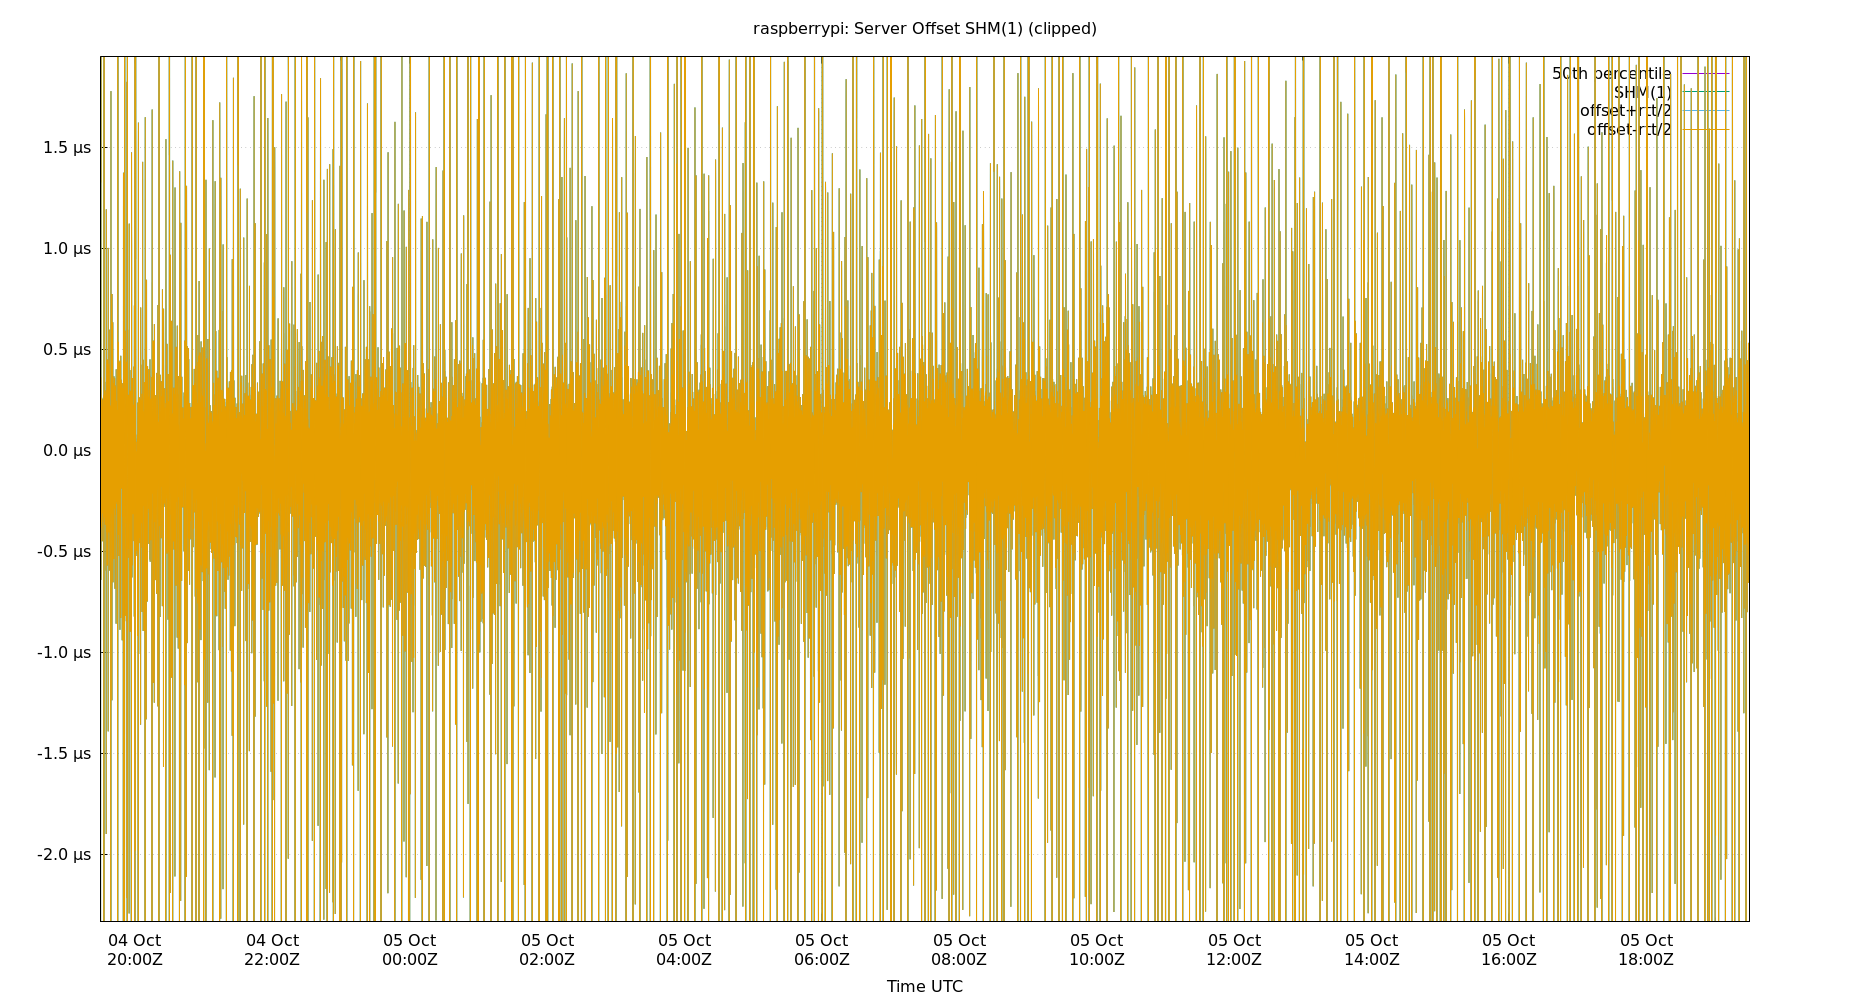 raspberrypi: Server Offset SHM(1) (clipped)
50th percentile
SHM(1)
offset+rtt/2
offset-rtt/2
1.5 µs
1.0 µs
0.5 µs
0.0 µs
-0.5 µs
-1.0 µs
-1.5 µs
-2.0 µs
04 Oct 04 Oct 05 Oct 05 Oct 05 Oct 05 Oct 05 Oct 05 Oct 05 Oct 05 Oct 05 Oct 05 Oct
20:00Z 22:00Z 00:00Z 02:00Z 04:00Z 06:00Z 08:00Z 10:00Z 12:00Z 14:00Z 16:00Z 18:00Z
Time UTC